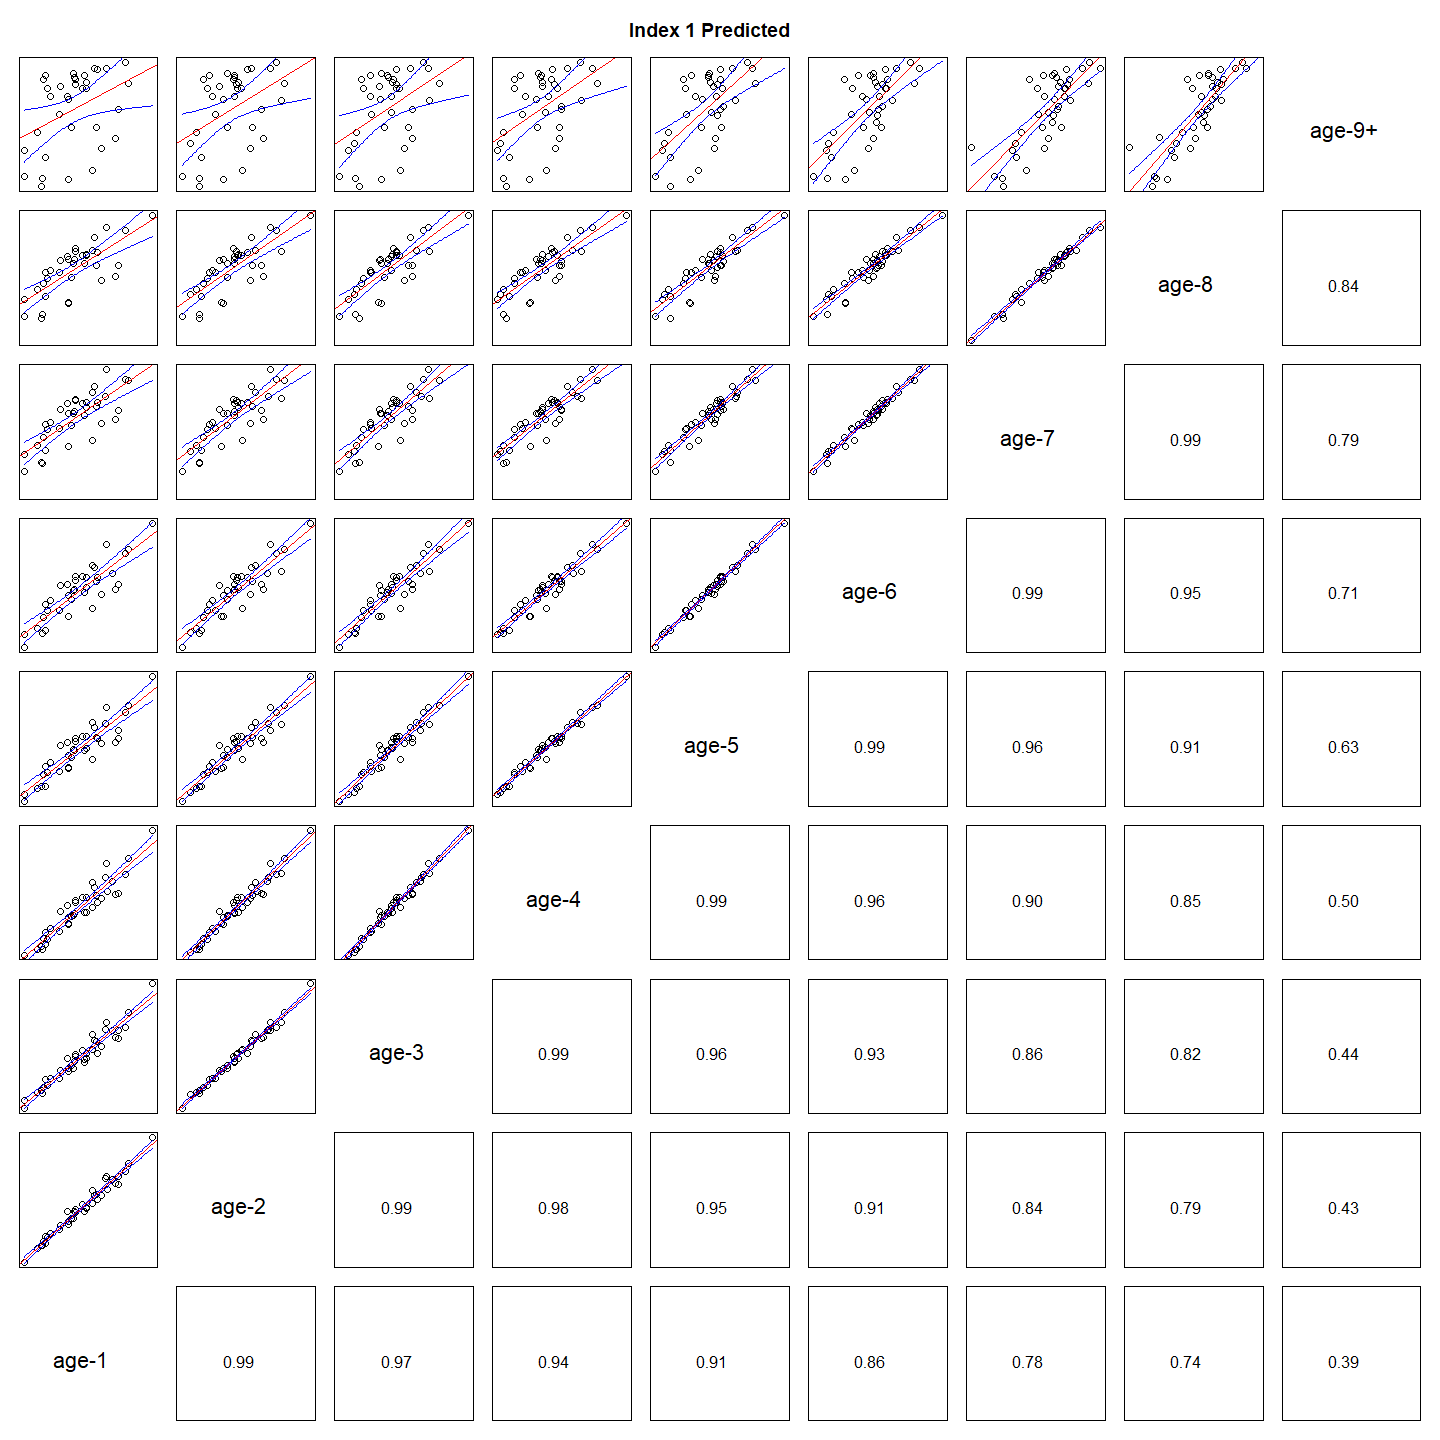 Index 1 Predicted
age-9+
age-8
0.84
age-7
0.99 0.79
age-6
0.99 0.95 0.71
age-5
0.99 0.96 0.91 0.63
age-4
0.99 0.96 0.90 0.85 0.50
age-3
0.99 0.96 0.93 0.86 0.82 0.44
age-2
0.99 0.98 0.95 0.91 0.84 0.79 0.43
age-1
0.99 0.97 0.94 0.91 0.86 0.78 0.74 0.39